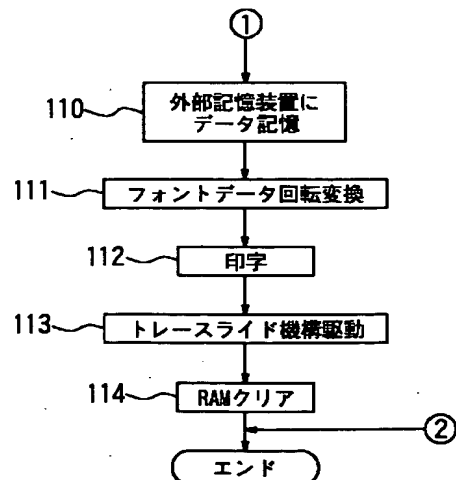 ①
110
外部記憶装置に
データ記憶
111
フォントデータ回転変換
112
印字
113
トレースライド機構駆動
114
RAMクリア
②
エンド